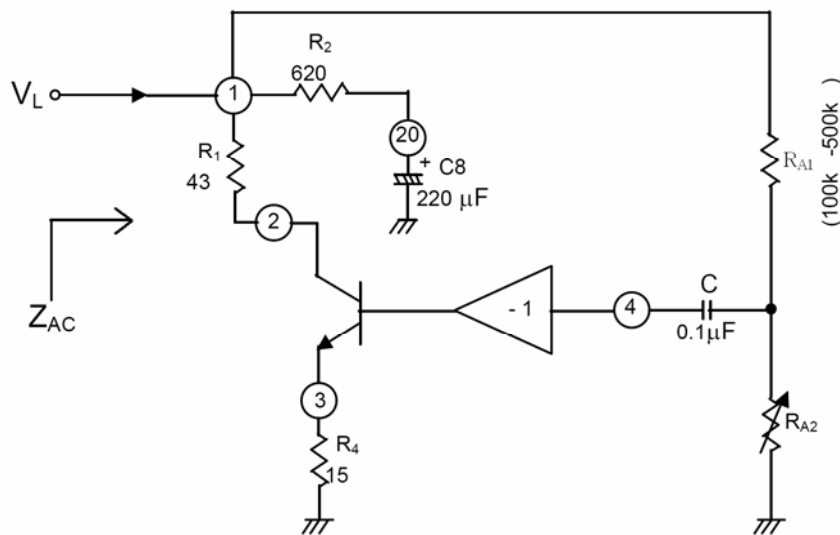 R2
620
VL
1
20
R1
43
+ C8
220 μF
RA1
(100k -500k )
2
ZAC
- 1
4
C
0.1μF
3
R4
15
RA2